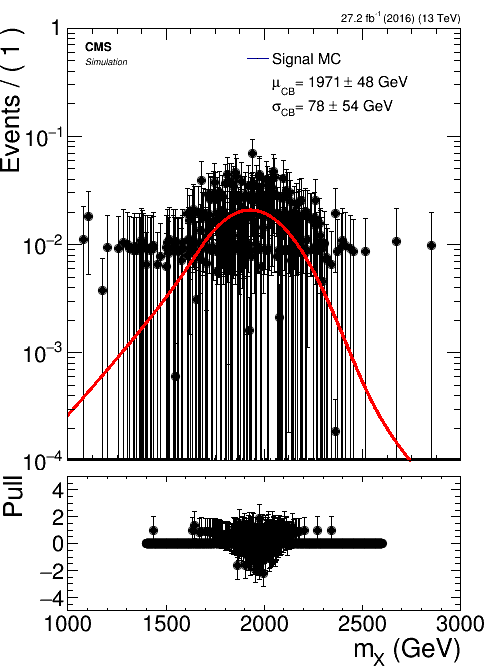 27.2 fb⁻¹ (2016) (13 TeV)
CMS
Simulation
Signal MC
μ_CB= 1971 ± 48 GeV
σ_CB= 78 ± 54 GeV
Events / ( 1 )
1
10⁻¹
10⁻²
10⁻³
10⁻⁴
Pull
4
2
0
−2
−4
1000 1500 2000 2500 3000
m_X (GeV)